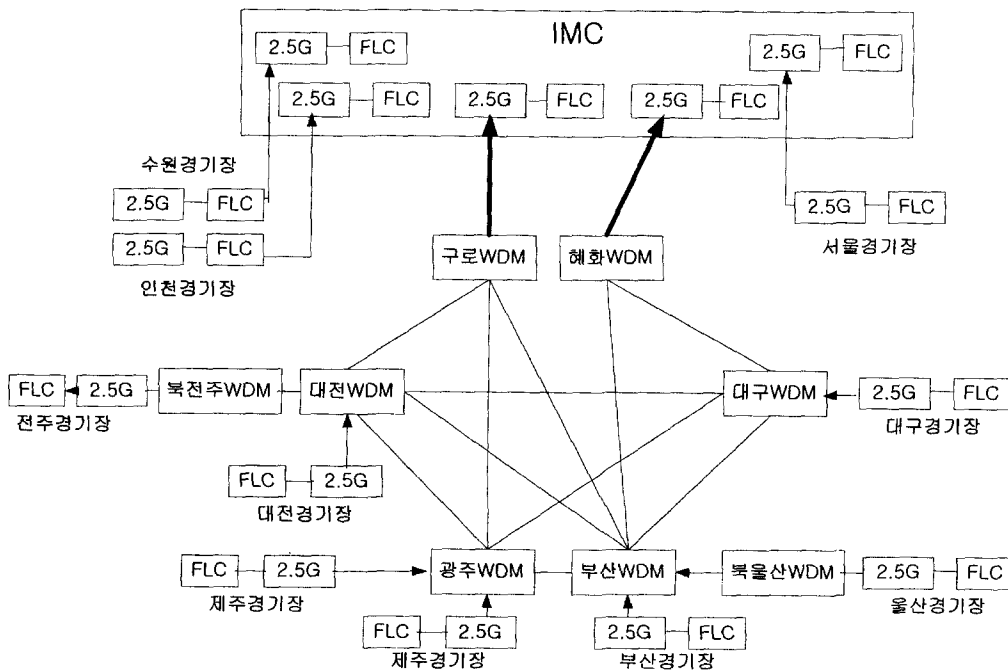 IMC
2.5G FLC
2.5G FLC
2.5G FLC
2.5G FLC
2.5G FLC
수원경기장
2.5G FLC
2.5G FLC
인천경기장
2.5G FLC
서울경기장
구로WDM
혜화WDM
FLC 2.5G 북전주WDM 대전WDM
전주경기장
대구WDM 2.5G FLC
대구경기장
FLC 2.5G
대전경기장
FLC 2.5G 광주WDM 부산WDM 북울산WDM 2.5G FLC
제주경기장
울산경기장
FLC 2.5G
제주경기장
2.5G FLC
부산경기장